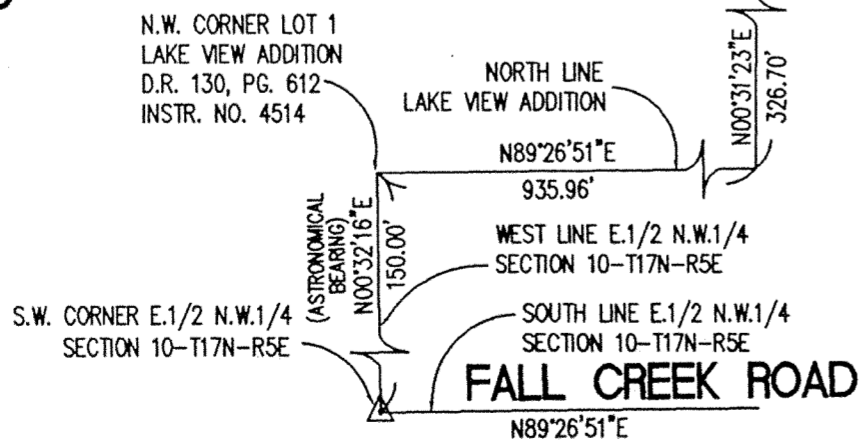 N.W. CORNER LOT 1
LAKE VIEW ADDITION
D.R. 130, PG. 612
INSTR. NO. 4514
NORTH LINE
LAKE VIEW ADDITION
N00°31'23"E
326.70'
N89°26'51"E
935.96'
(ASTRONOMICAL
BEARING)
N00°32'16"E
150.00'
WEST LINE E.1/2 N.W.1/4
SECTION 10-T17N-R5E
S.W. CORNER E.1/2 N.W.1/4
SECTION 10-T17N-R5E
SOUTH LINE E.1/2 N.W.1/4
SECTION 10-T17N-R5E
FALL CREEK ROAD
N89°26'51"E